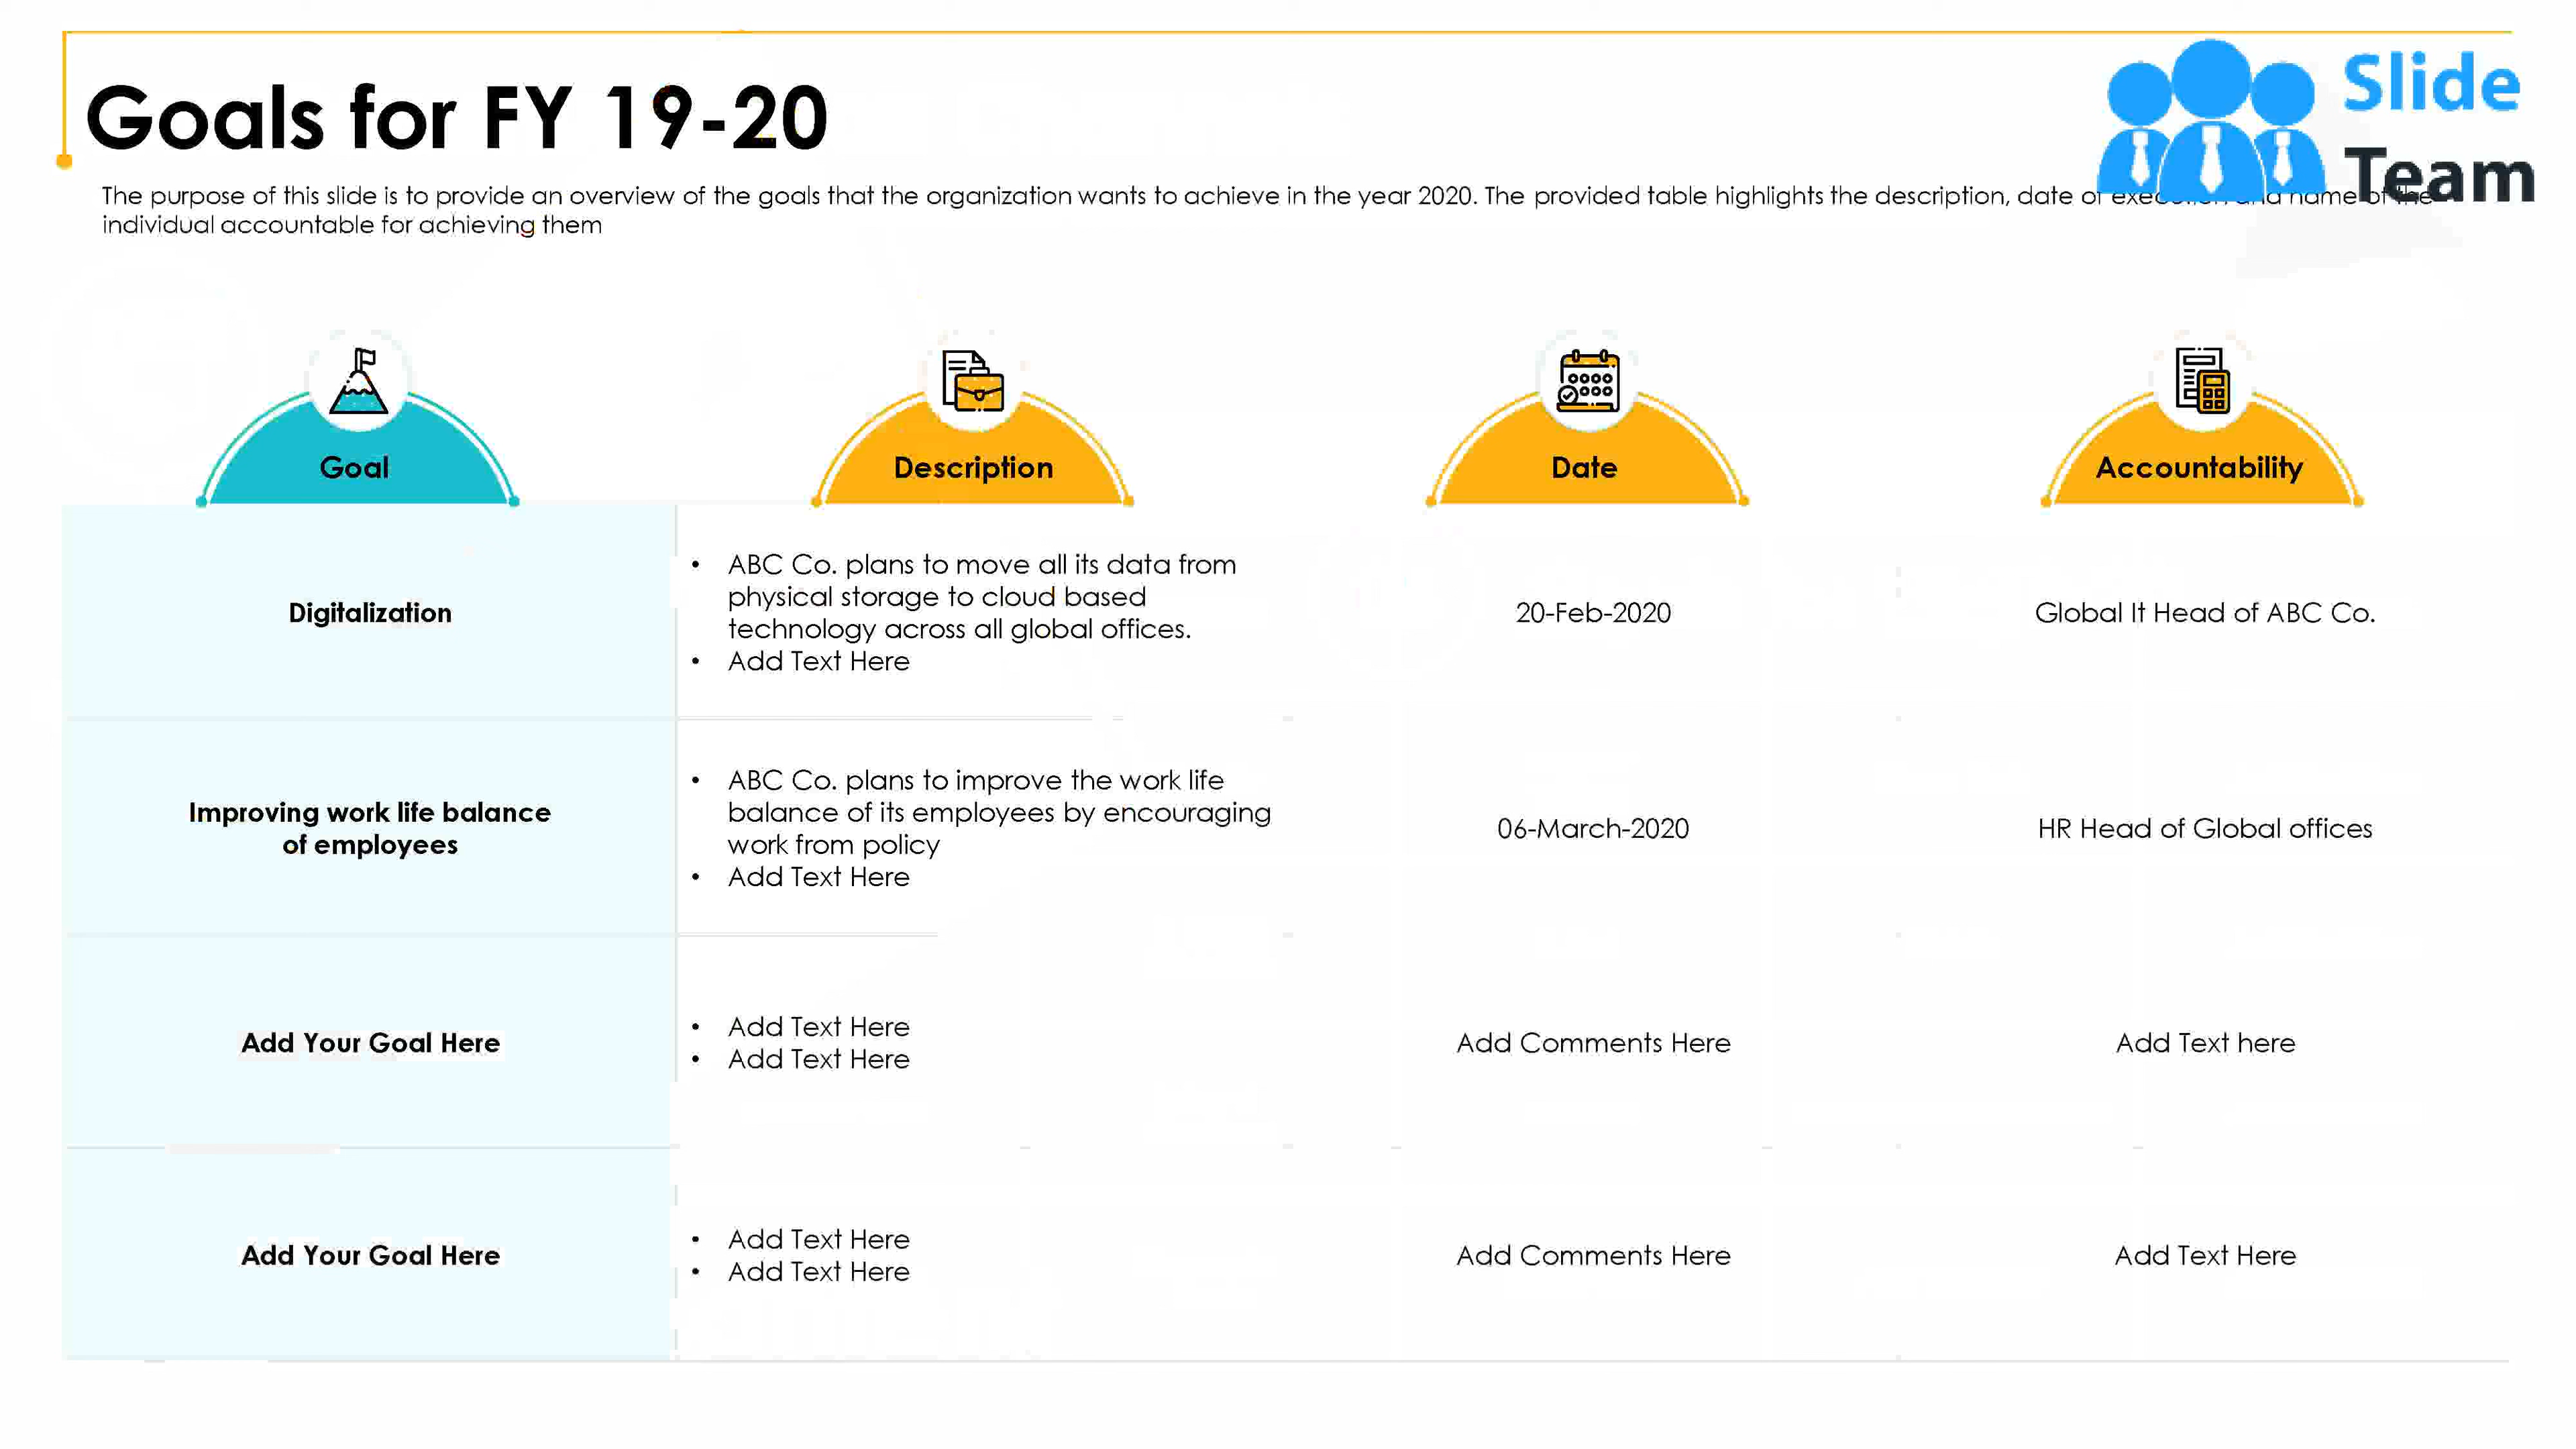 Goals for FY 19-20
Slide
Team
The purpose of this slide is to provide an overview of the goals that the organization wants to achieve in the year 2020. The provided table highlights the description, date of name of the
individual accountable for achieving them
Goal
Description
Date
Accountability
Digitalization
• ABC Co. plans to move all its data from
physical storage to cloud based
technology across all global offices.
• Add Text Here
20-Feb-2020
Global It Head of ABC Co.
Improving work life balance
of employees
• ABC Co. plans to improve the work life
balance of its employees by encouraging
work from policy
• Add Text Here
06-March-2020
HR Head of Global offices
Add Your Goal Here
• Add Text Here
• Add Text Here
Add Comments Here
Add Text here
Add Your Goal Here
• Add Text Here
• Add Text Here
Add Comments Here
Add Text Here